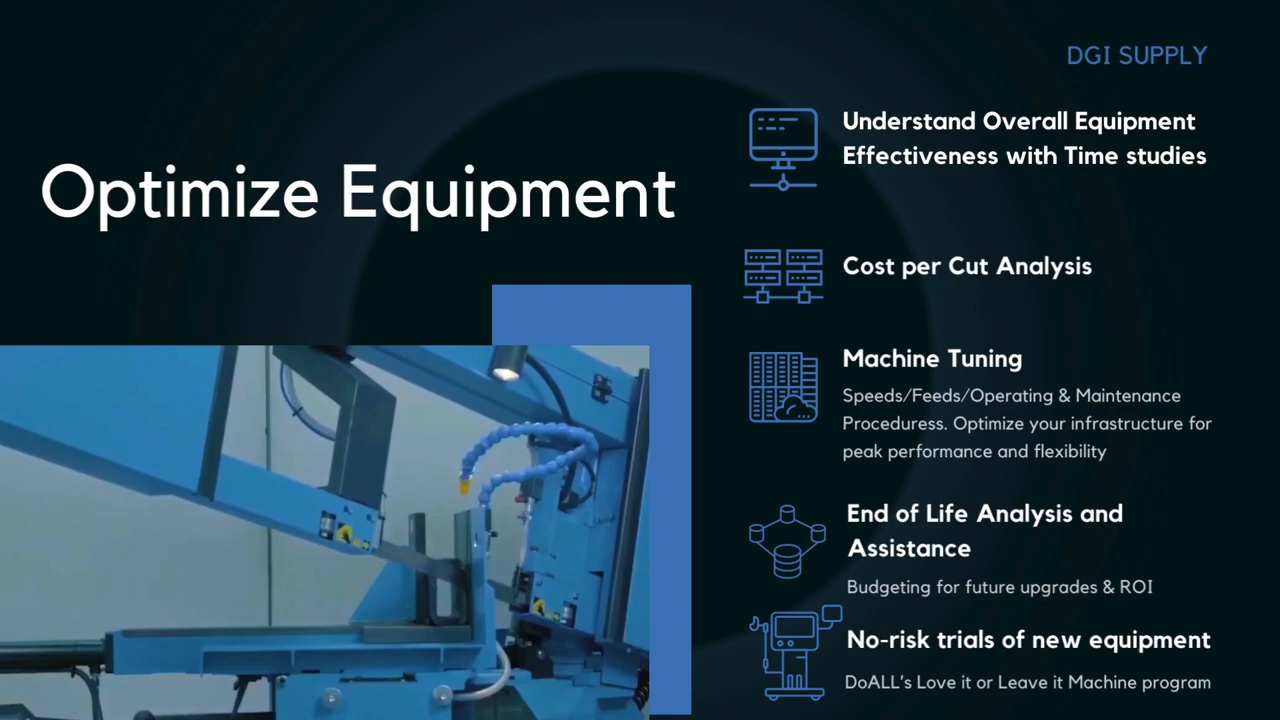 DGI SUPPLY
Optimize Equipment
Understand Overall Equipment
Effectiveness with Time studies
Cost per Cut Analysis
Machine Tuning
Speeds/Feeds/Operating & Maintenance
Proceduress. Optimize your infrastructure for
peak performance and flexibility
End of Life Analysis and
Assistance
Budgeting for future upgrades & ROI
No-risk trials of new equipment
DoALL’s Love it or Leave it Machine program